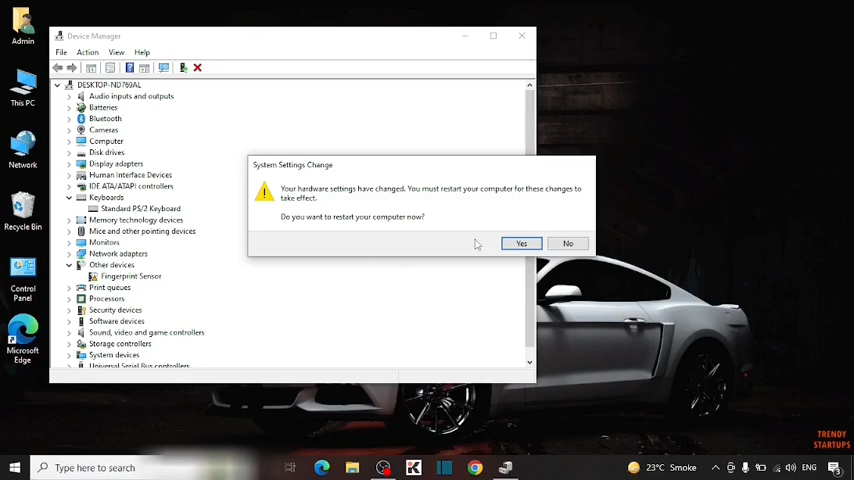 Admin
This PC
Network
Recycle Bin
Control
Panel
Microsoft
Edge
Device Manager
File Action View Help
DESKTOP-ND769AL
Audio inputs and outputs
Batteries
Bluetooth
Cameras
Computer
Disk drives
Display adapters
Human Interface Devices
IDE ATA/ATAPI controllers
Keyboards
Standard PS/2 Keyboard
Memory technology devices
Mice and other pointing devices
Monitors
Network adapters
Other devices
Fingerprint Sensor
Print queues
Processors
Security devices
Software devices
Sound, video and game controllers
Storage controllers
System devices
Universal Serial Bus controllers
System Settings Change
Your hardware settings have changed. You must restart your computer for these changes to
take effect.
Do you want to restart your computer now?
Yes No
TRENDY
STARTUPS
Type here to search
23°C Smoke
ENG
3